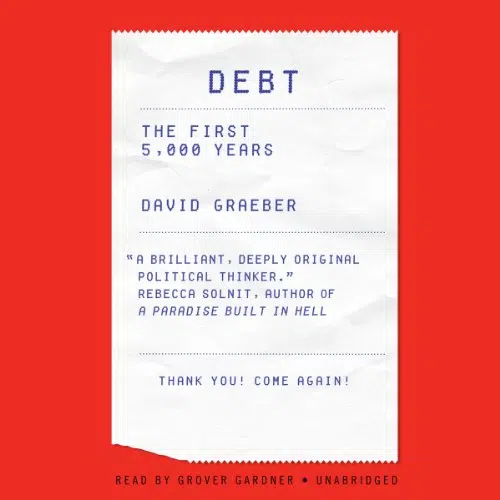 DEBT
THE FIRST
5,000 YEARS
DAVID GRAEBER
“A BRILLIANT, DEEPLY ORIGINAL
POLITICAL THINKER.”
REBECCA SOLNIT, AUTHOR OF
A PARADISE BUILT IN HELL
THANK YOU! COME AGAIN!
READ BY GROVER GARDNER • UNABRIDGED